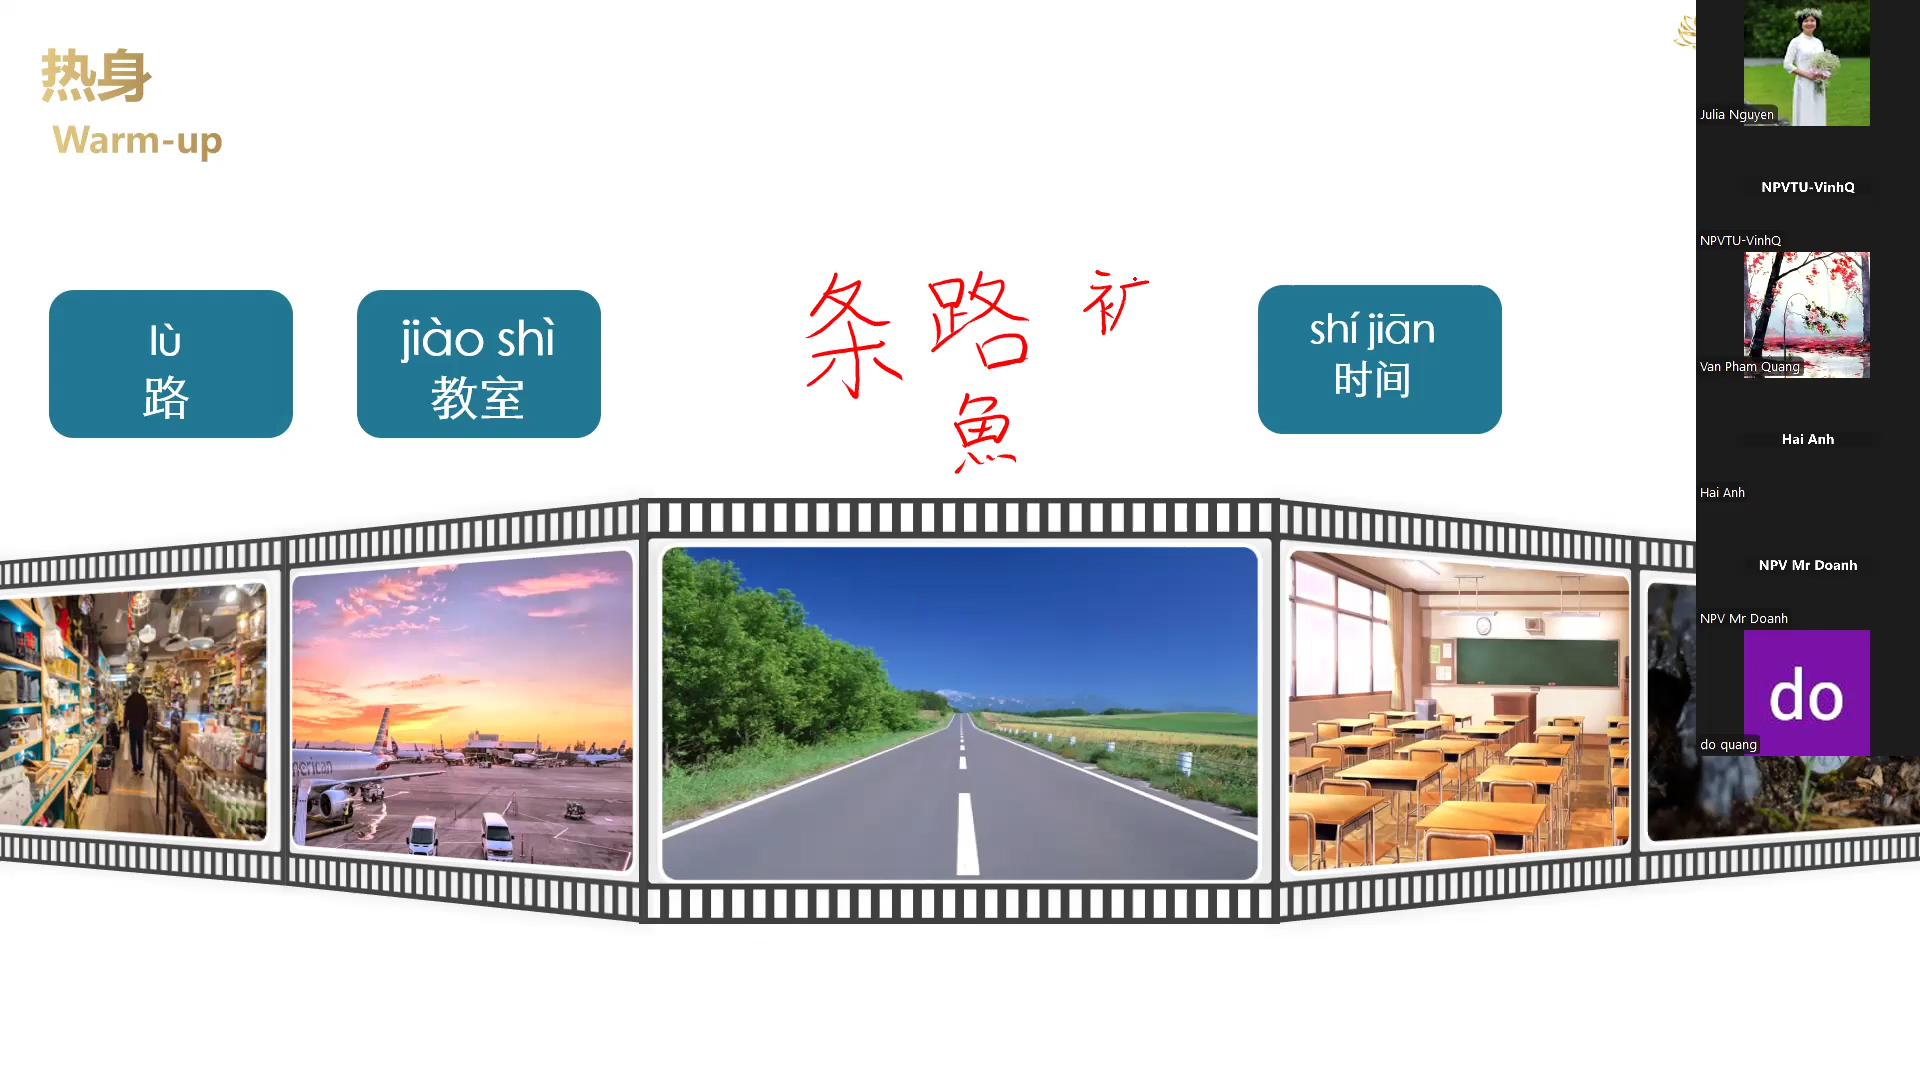 热身
Warm-up
lù
路
jiào shì
教室
条路
魚
shí jiān
时间
Julia Nguyen
NPVTU-VinhQ
NPVTU-VinhQ
Van Pham Quang
Hai Anh
Hai Anh
NPV Mr Doanh
NPV Mr Doanh
do
do quang
merican